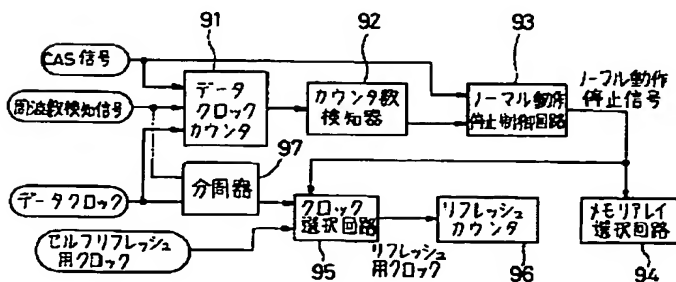 91
92
93
CAS信号
周波数検知信号
データクロック
セルフリフレッシュ
用クロック
データ
クロック
カウンタ
カウンタ数
検知器
ノーマル動作
停止制御回路
ノーマル動作
停止信号
97
分周器
クロック
選択回路
95
リフレッシュ
用クロック
リフレッシュ
カウンタ
96
メモリアレイ
選択回路
94